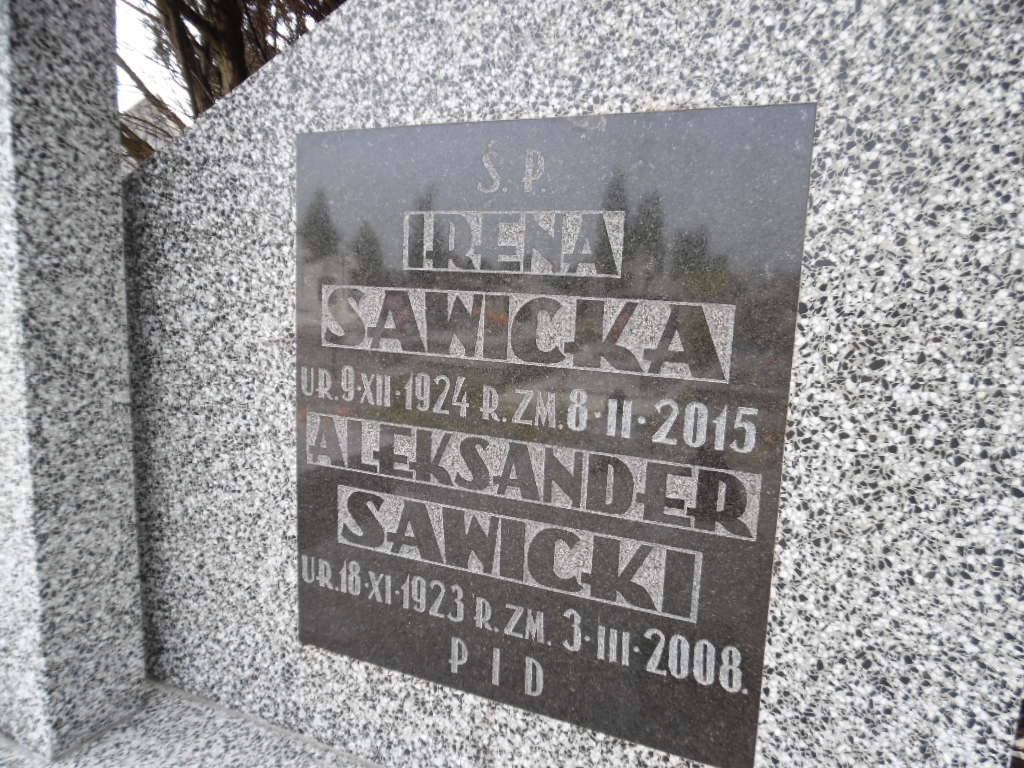 Ś. P.
IRENA
SAWICKA
UR. 9·XII·1924 R. ZM. 8·II·2015
ALEKSANDER
SAWICKI
UR. 18·XI·1923 R. ZM. 3·III·2008.
P I D